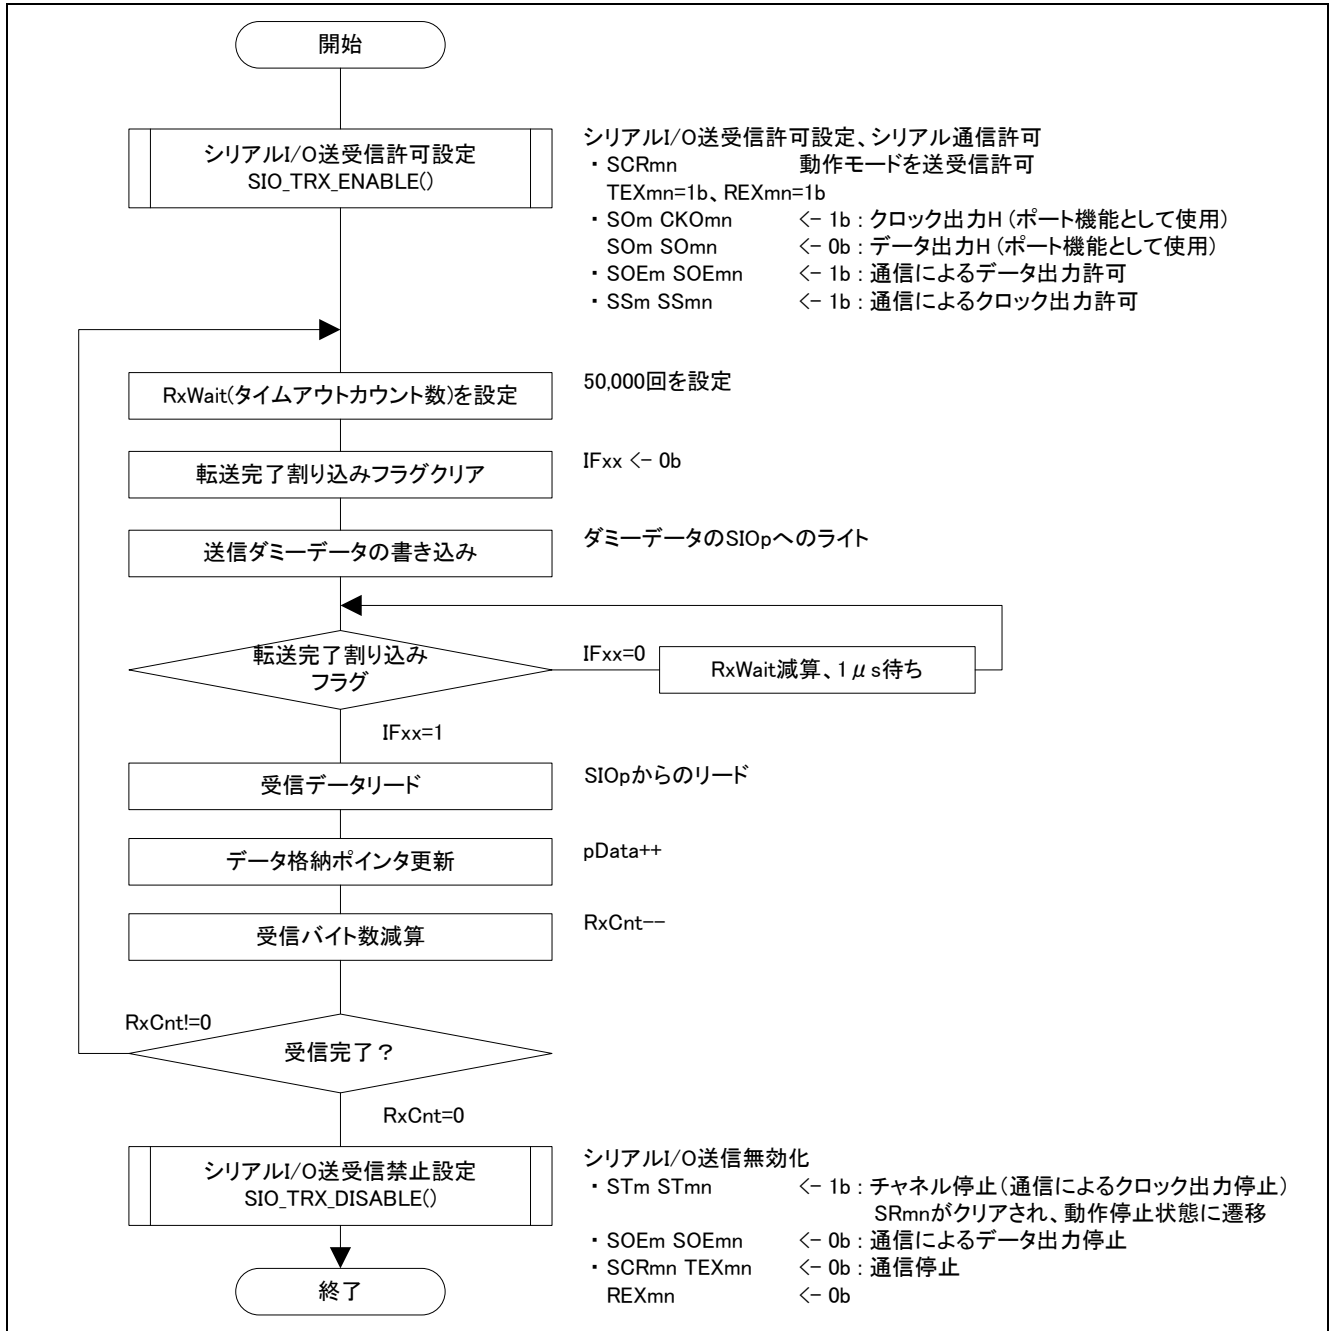 開始
シリアルI/O送受信許可設定
SIO_TRX_ENABLE()
シリアルI/O送受信許可設定、シリアル通信許可
・SCRmn 動作モードを送受信許可
TEXmn=1b、REXmn=1b
・SOm CKOmn <- 1b : クロック出力H (ポート機能として使用)
SOm SOmn <- 0b : データ出力H (ポート機能として使用)
・SOEm SOEmn <- 1b : 通信によるデータ出力許可
・SSm SSmn <- 1b : 通信によるクロック出力許可
RxWait(タイムアウトカウント数)を設定
50,000回を設定
転送完了割り込みフラグクリア
IFxx <- 0b
送信ダミーデータの書き込み
ダミーデータのSIOpへのライト
転送完了割り込み
フラグ
IFxx=0
RxWait減算、1μs待ち
IFxx=1
受信データリード
SIOpからのリード
データ格納ポインタ更新
pData++
受信バイト数減算
RxCnt--
RxCnt!=0
受信完了？
RxCnt=0
シリアルI/O送受信禁止設定
SIO_TRX_DISABLE()
シリアルI/O送信無効化
・STm STmn <- 1b : チャネル停止（通信によるクロック出力停止）
SRmnがクリアされ、動作停止状態に遷移
・SOEm SOEmn <- 0b : 通信によるデータ出力停止
・SCRmn TEXmn <- 0b : 通信停止
REXmn <- 0b
終了